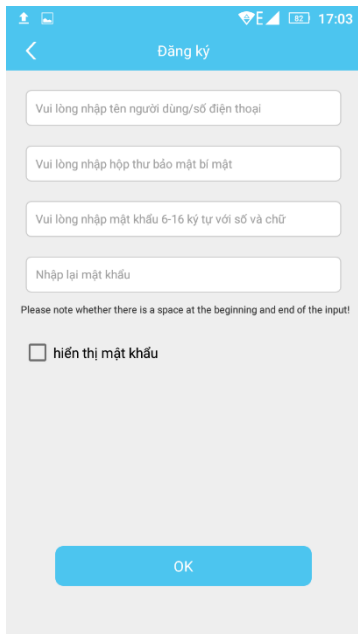 E 82 17:03
Đăng ký
Vui lòng nhập tên người dùng/số điện thoại
Vui lòng nhập hộp thư bảo mật bí mật
Vui lòng nhập mật khẩu 6-16 ký tự với số và chữ
Nhập lại mật khẩu
Please note whether there is a space at the beginning and end of the input!
hiển thị mật khẩu
OK